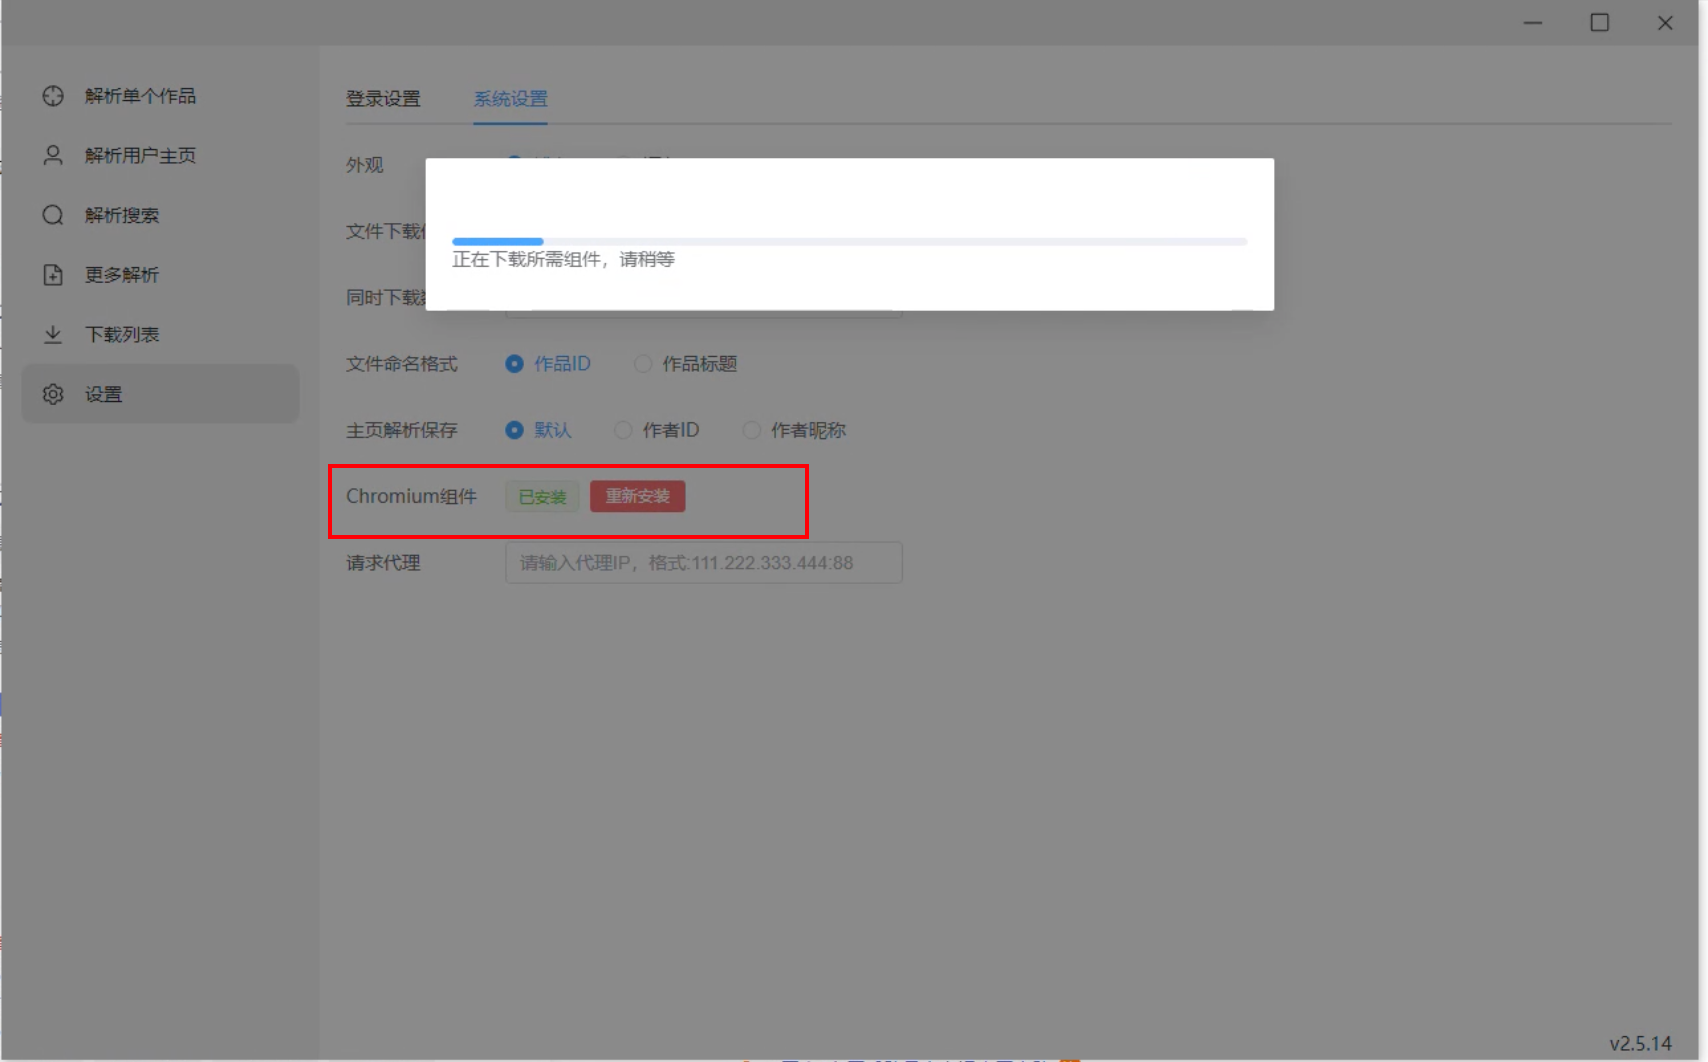 解析单个作品
解析用户主页
解析搜索
更多解析
下载列表
设置
登录设置 系统设置
外观
文件下载
正在下载所需组件，请稍等
同时下载
文件命名格式 作品ID 作品标题
主页解析保存 默认 作者ID 作者昵称
Chromium组件 已安装 重新安装
请求代理 请输入代理IP，格式:111.222.333.444:88
v2.5.14